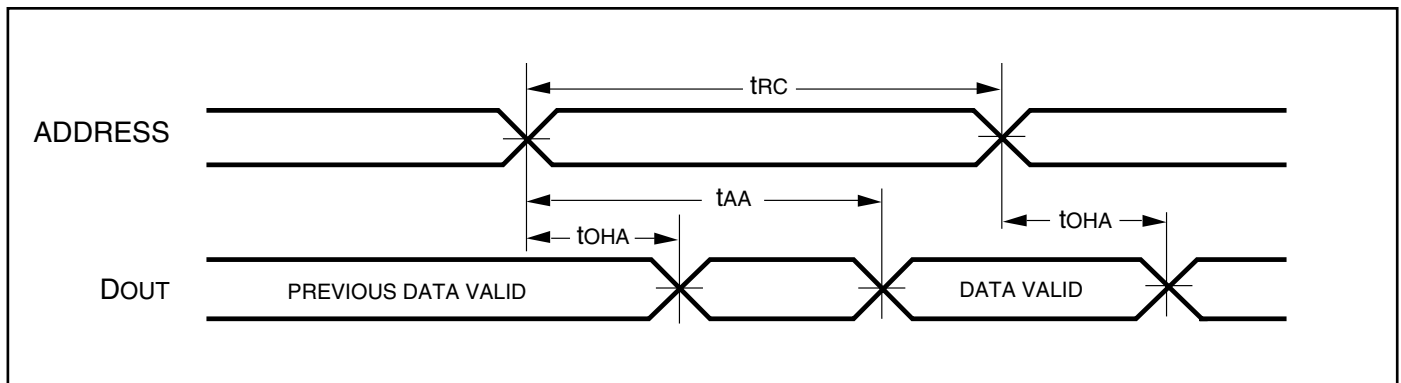 tRC
ADDRESS
tAA
tOHA
tOHA
DOUT
PREVIOUS DATA VALID
DATA VALID